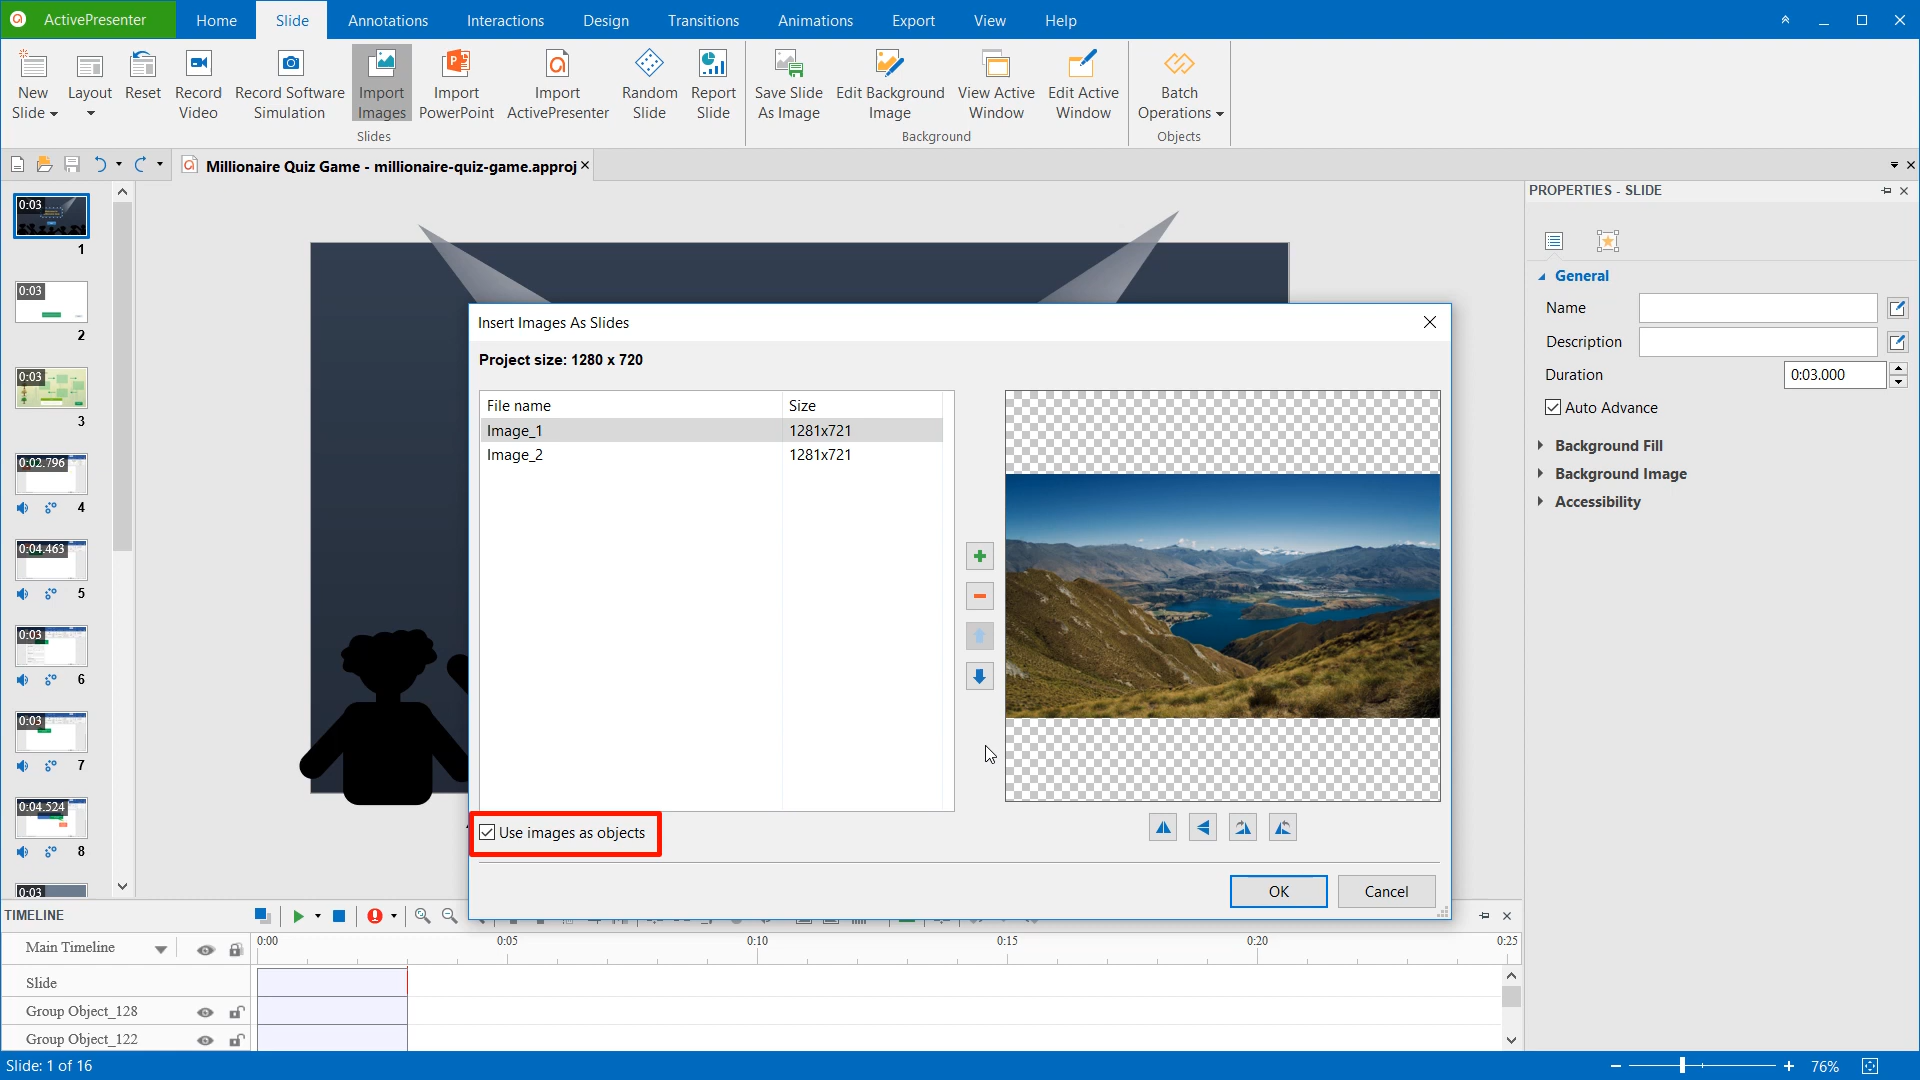 ActivePresenter
Home
Slide
Annotations
Interactions
Design
Transitions
Animations
Export
View
Help
New Slide
Layout
Reset
Record Video
Record Software Simulation
Import Images
Import PowerPoint
Import ActivePresenter
Random Slide
Report Slide
Save Slide As Image
Edit Background Image
View Active Window
Edit Active Window
Batch Operations
Slides
Background
Objects
Millionaire Quiz Game - millionaire-quiz-game.approj
0:03
1
0:03
2
0:03
3
0:02.796
4
0:04.463
5
0:03
6
0:03
7
0:04.524
8
0:03
Insert Images As Slides
Project size: 1280 x 720
File name
Size
Image_1
1281x721
Image_2
1281x721
Use images as objects
OK
Cancel
PROPERTIES - SLIDE
General
Name
Description
Duration
0:03.000
Auto Advance
Background Fill
Background Image
Accessibility
TIMELINE
Main Timeline
0:00
0:05
0:10
0:15
0:20
0:25
Slide
Group Object_128
Group Object_122
Slide: 1 of 16
76%